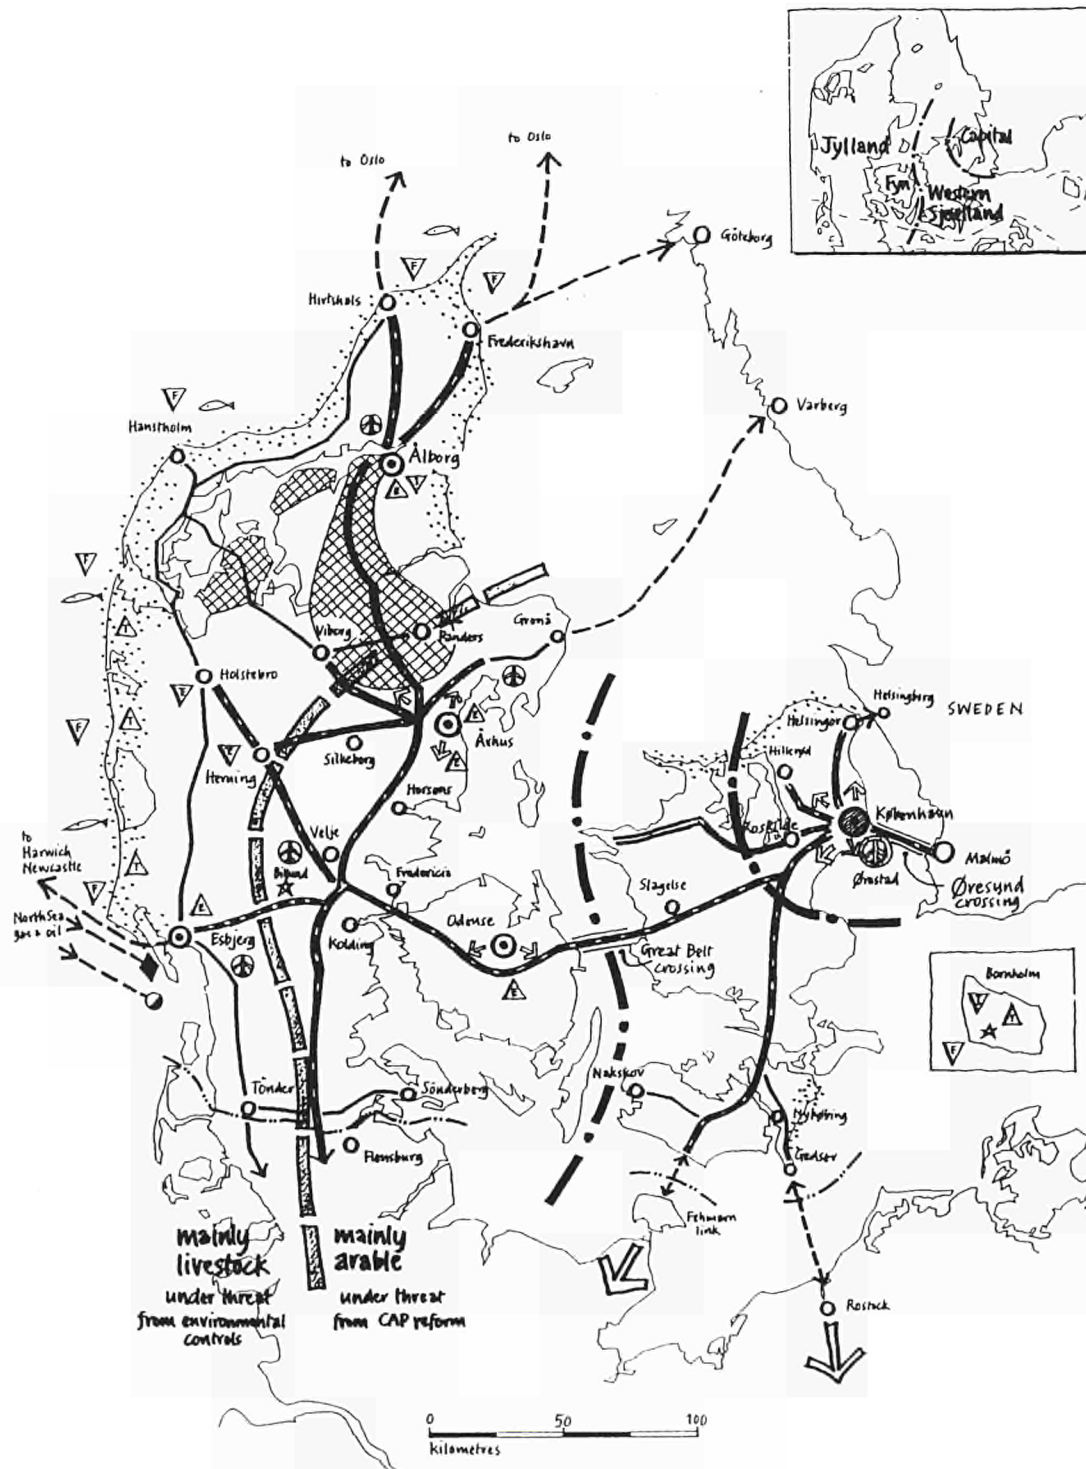 Jylland
Capital
Fyn
Western
Sjælland
to Oslo
to Oslo
Göteborg
Hirtshals
F
F
Frederikshavn
Varberg
F
Hanstholm
Ålborg
E
F
Viborg
Randers
Grenå
T
Holstebro
E
Helsingborg
SWEDEN
Helsingør
F
T
E
Århus
Silkeborg
E
Herning
E
Hillerød
Horsens
København
Roskilde
Malmö
Velje
Ørestad
Øresund
crossing
to
Harwich
Newcastle
T
Billund
Fredericia
Slagelse
F
E
North Sea
gas & oil
Esbjerg
Kolding
Odense
Great Belt
crossing
E
Bornholm
T
F
Nakskov
Tönder
Sönderberg
Nykøbing
Flensburg
Gedser
Fehmarn
link
mainly
livestock
under threat
from environmental
controls
mainly
arable
under threat
from CAP reform
Rostock
0 50 100
kilometres